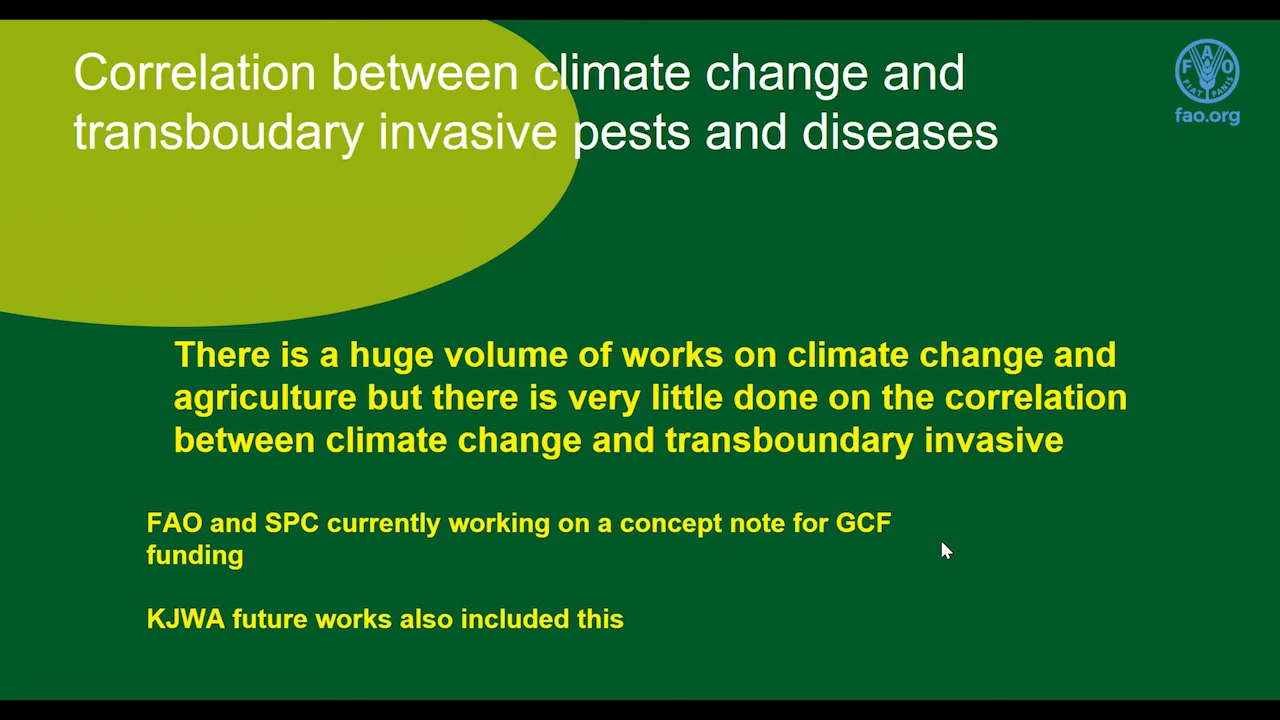 Correlation between climate change and
transboudary invasive pests and diseases
F A O
FIAT PANIS
fao.org
There is a huge volume of works on climate change and
agriculture but there is very little done on the correlation
between climate change and transboundary invasive
FAO and SPC currently working on a concept note for GCF
funding
KJWA future works also included this